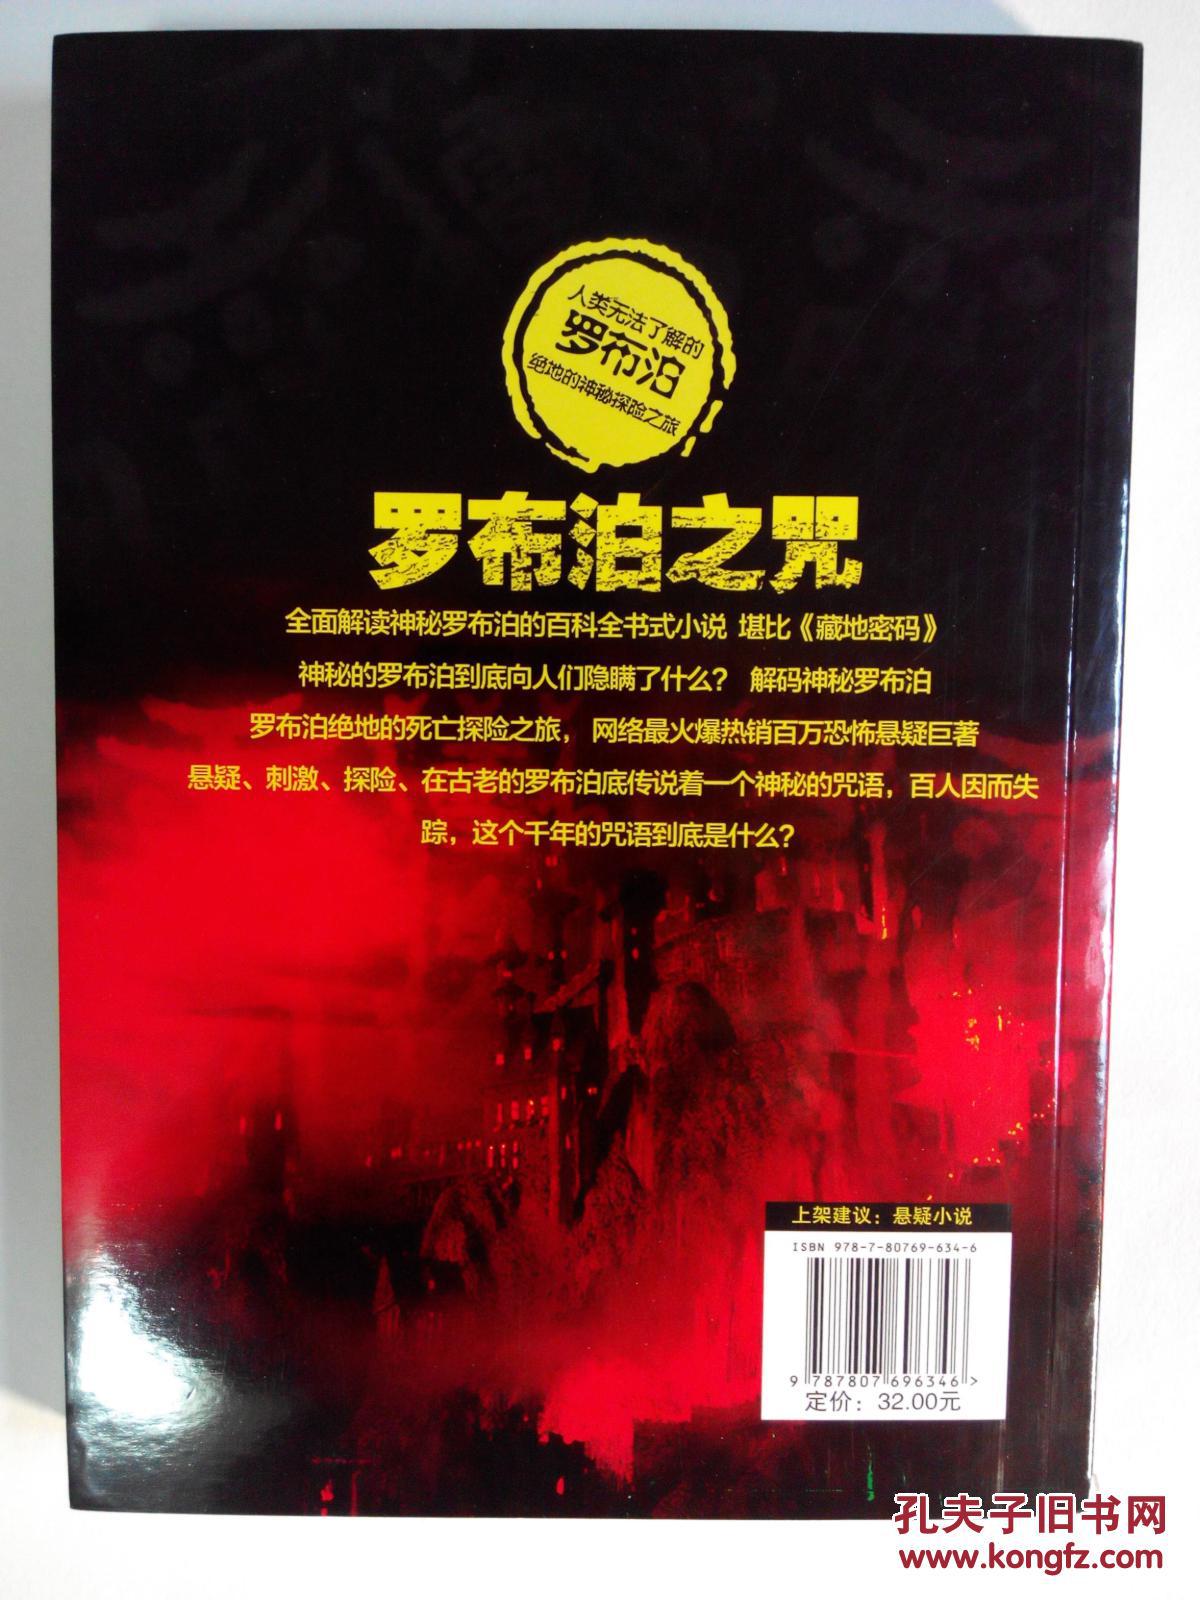 人类无法了解的
罗布泊
绝地的神秘探险之旅
罗布泊之咒
全面解读神秘罗布泊的百科全书式小说 堪比《藏地密码》
神秘的罗布泊到底向人们隐瞒了什么？ 解码神秘罗布泊
罗布泊绝地的死亡探险之旅，网络最火爆热销百万恐怖悬疑巨著
悬疑、刺激、探险、在古老的罗布泊底传说着一个神秘的咒语，百人因而失
踪，这个千年的咒语到底是什么？
上架建议：悬疑小说
ISBN 978-7-80769-634-6
9 787807 696346 >
定价：32.00元
孔夫子旧书网
www.kongfz.com